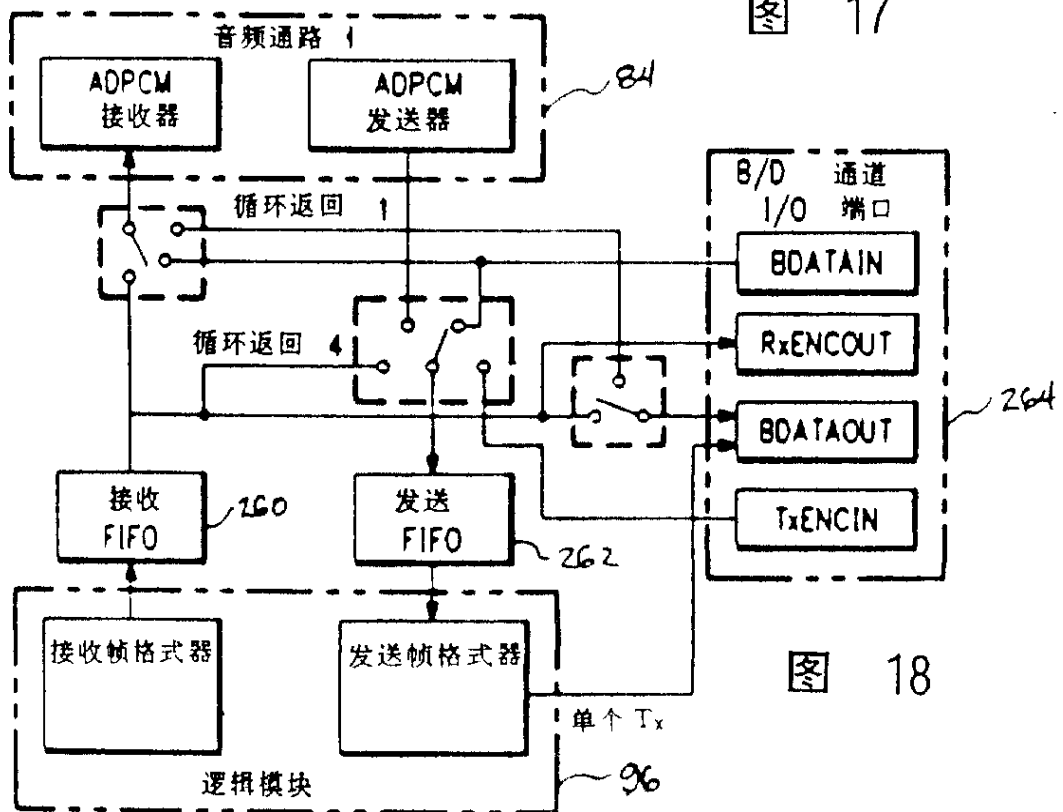 图 17
音频通路 1
ADPCM
接收器
ADPCM
发送器
84
循环返回 1
B/D 通道
I/O 端口
BDATAIN
循环返回 4
RxENCOUT
BDATAOUT
264
TxENCIN
接收
FIFO
260
发送
FIFO
262
接收帧格式器
发送帧格式器
图 18
单个 Tx
逻辑模块
96